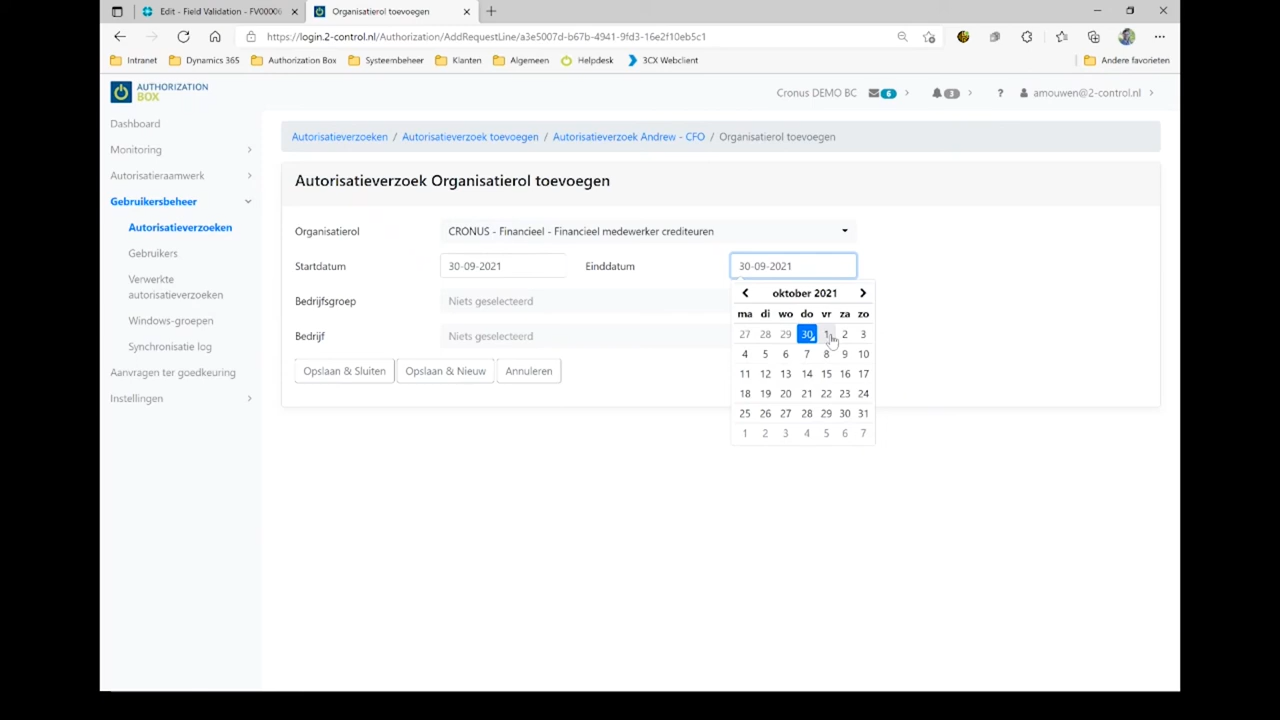 Edit - Field Validation - FV00006
Organisatierol toevoegen
https://login.2-control.nl/Authorization/AddRequestLine/a3e5007d-b67b-4941-9fd3-16e2f10eb5c1
Intranet Dynamics 365 Authorization Box Systeembeheer Klanten Algemeen Helpdesk 3CX Webclient Andere favorieten
AUTHORIZATION
BOX
Cronus DEMO BC 6 3 ? amouwen@2-control.nl
Dashboard
Monitoring
Autorisatieraamwerk
Gebruikersbeheer
Autorisatieverzoeken
Gebruikers
Verwerkte
autorisatieverzoeken
Windows-groepen
Synchronisatie log
Aanvragen ter goedkeuring
Instellingen
Autorisatieverzoeken / Autorisatieverzoek toevoegen / Autorisatieverzoek Andrew - CFO / Organisatierol toevoegen
Autorisatieverzoek Organisatierol toevoegen
Organisatierol CRONUS - Financieel - Financieel medewerker crediteuren
Startdatum 30-09-2021 Einddatum 30-09-2021
Bedrijfsgroep Niets geselecteerd
Bedrijf Niets geselecteerd
Opslaan & Sluiten Opslaan & Nieuw Annuleren
oktober 2021
ma di wo do vr za zo
27 28 29 30 1 2 3
4 5 6 7 8 9 10
11 12 13 14 15 16 17
18 19 20 21 22 23 24
25 26 27 28 29 30 31
1 2 3 4 5 6 7